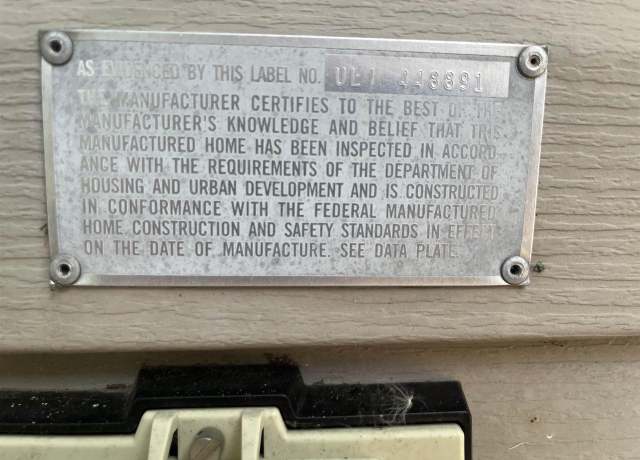 AS EVIDENCED BY THIS LABEL NO.
THE MANUFACTURER CERTIFIES TO THE BEST OF THE
MANUFACTURER'S KNOWLEDGE AND BELIEF THAT THIS
MANUFACTURED HOME HAS BEEN INSPECTED IN ACCORD-
ANCE WITH THE REQUIREMENTS OF THE DEPARTMENT OF
HOUSING AND URBAN DEVELOPMENT AND IS CONSTRUCTED
IN CONFORMANCE WITH THE FEDERAL MANUFACTURED
HOME CONSTRUCTION AND SAFETY STANDARDS IN EFFECT
ON THE DATE OF MANUFACTURE. SEE DATA PLATE.